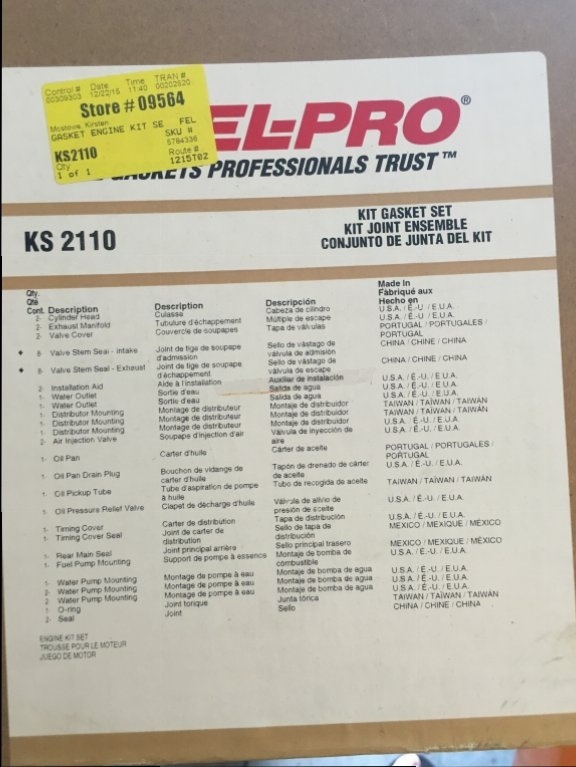 Control # Date Time TRAN #
00309303 12/22/15 11:40 00202620
Store # 09564
Mostowe, Kirsten
GASKET ENGINE KIT SE FEL
SKU #
KS2110 5784336
Qty Route #
1 of 1 1215T02
EL-PRO®
GASKETS PROFESSIONALS TRUST™
KS 2110
KIT GASKET SET
KIT JOINT ENSEMBLE
CONJUNTO DE JUNTA DEL KIT
Qty.
Qté
Cont. Description Description Descripción Made In
Fabriqué aux
Hecho en
2- Cylinder Head Culasse Cabeza de cilindro U.S.A. / É.-U. / E.U.A.
2- Exhaust Manifold Tubulure d'échappement Múltiple de escape U.S.A. / É.-U. / E.U.A.
2- Valve Cover Couvercle de soupapes Tapa de válvulas PORTUGAL / PORTUGALES /
PORTUGAL
♦ 8- Valve Stem Seal - Intake Joint de tige de soupape Sello de vástago de CHINA / CHINE / CHINA
d'admission válvula de admisión
♦ 8- Valve Stem Seal - Exhaust Joint de tige de soupape Sello de vástago de CHINA / CHINE / CHINA
d'échappement válvula de escape
2- Installation Aid Aide à l'installation Auxiliar de instalación U.S.A. / É.-U. / E.U.A.
1- Water Outlet Sortie d'eau Salida de agua U.S.A. / É.-U. / E.U.A.
1- Water Outlet Sortie d'eau Salida de agua U.S.A. / É.-U. / E.U.A.
1- Distributor Mounting Montage de distributeur Montaje de distribuidor TAIWAN / TAÏWAN / TAIWÁN
1- Distributor Mounting Montage de distributeur Montaje de distribuidor TAIWAN / TAÏWAN / TAIWÁN
1- Distributor Mounting Montage de distributeur Montaje de distribuidor U.S.A. / É.-U. / E.U.A.
2- Air Injection Valve Soupape d'injection d'air Válvula de inyección de U.S.A. / É.-U. / E.U.A.
aire
1- Oil Pan Carter d'huile Cárter de aceite PORTUGAL / PORTUGALES /
PORTUGAL
1- Oil Pan Drain Plug Bouchon de vidange de Tapón de drenado de cárter U.S.A. / É.-U. / E.U.A.
carter d'huile de aceite
1- Oil Pickup Tube Tube d'aspiration de pompe Tubo de recogida de aceite TAIWAN / TAÏWAN / TAIWÁN
à huile
1- Oil Pressure Relief Valve Clapet de décharge d'huile Válvula de alivio de U.S.A. / É.-U. / E.U.A.
presión de aceite
1- Timing Cover Carter de distribution Tapa de distribución U.S.A. / É.-U. / E.U.A.
1- Timing Cover Seal Joint de carter de Sello de tapa de MEXICO / MEXIQUE / MÉXICO
distribution distribución
1- Rear Main Seal Joint principal arrière Sello principal trasero MEXICO / MEXIQUE / MÉXICO
1- Fuel Pump Mounting Support de pompe à essence Montaje de bomba de U.S.A. / É.-U. / E.U.A.
combustible
1- Water Pump Mounting Montage de pompe à eau Montaje de bomba de agua U.S.A. / É.-U. / E.U.A.
2- Water Pump Mounting Montage de pompe à eau Montaje de bomba de agua U.S.A. / É.-U. / E.U.A.
2- Water Pump Mounting Montage de pompe à eau Montaje de bomba de agua U.S.A. / É.-U. / E.U.A.
1- O-ring Joint torique Junta tórica TAIWAN / TAÏWAN / TAIWÁN
2- Seal Joint Sello CHINA / CHINE / CHINA
ENGINE KIT SET
TROUSSE POUR LE MOTEUR
JUEGO DE MOTOR